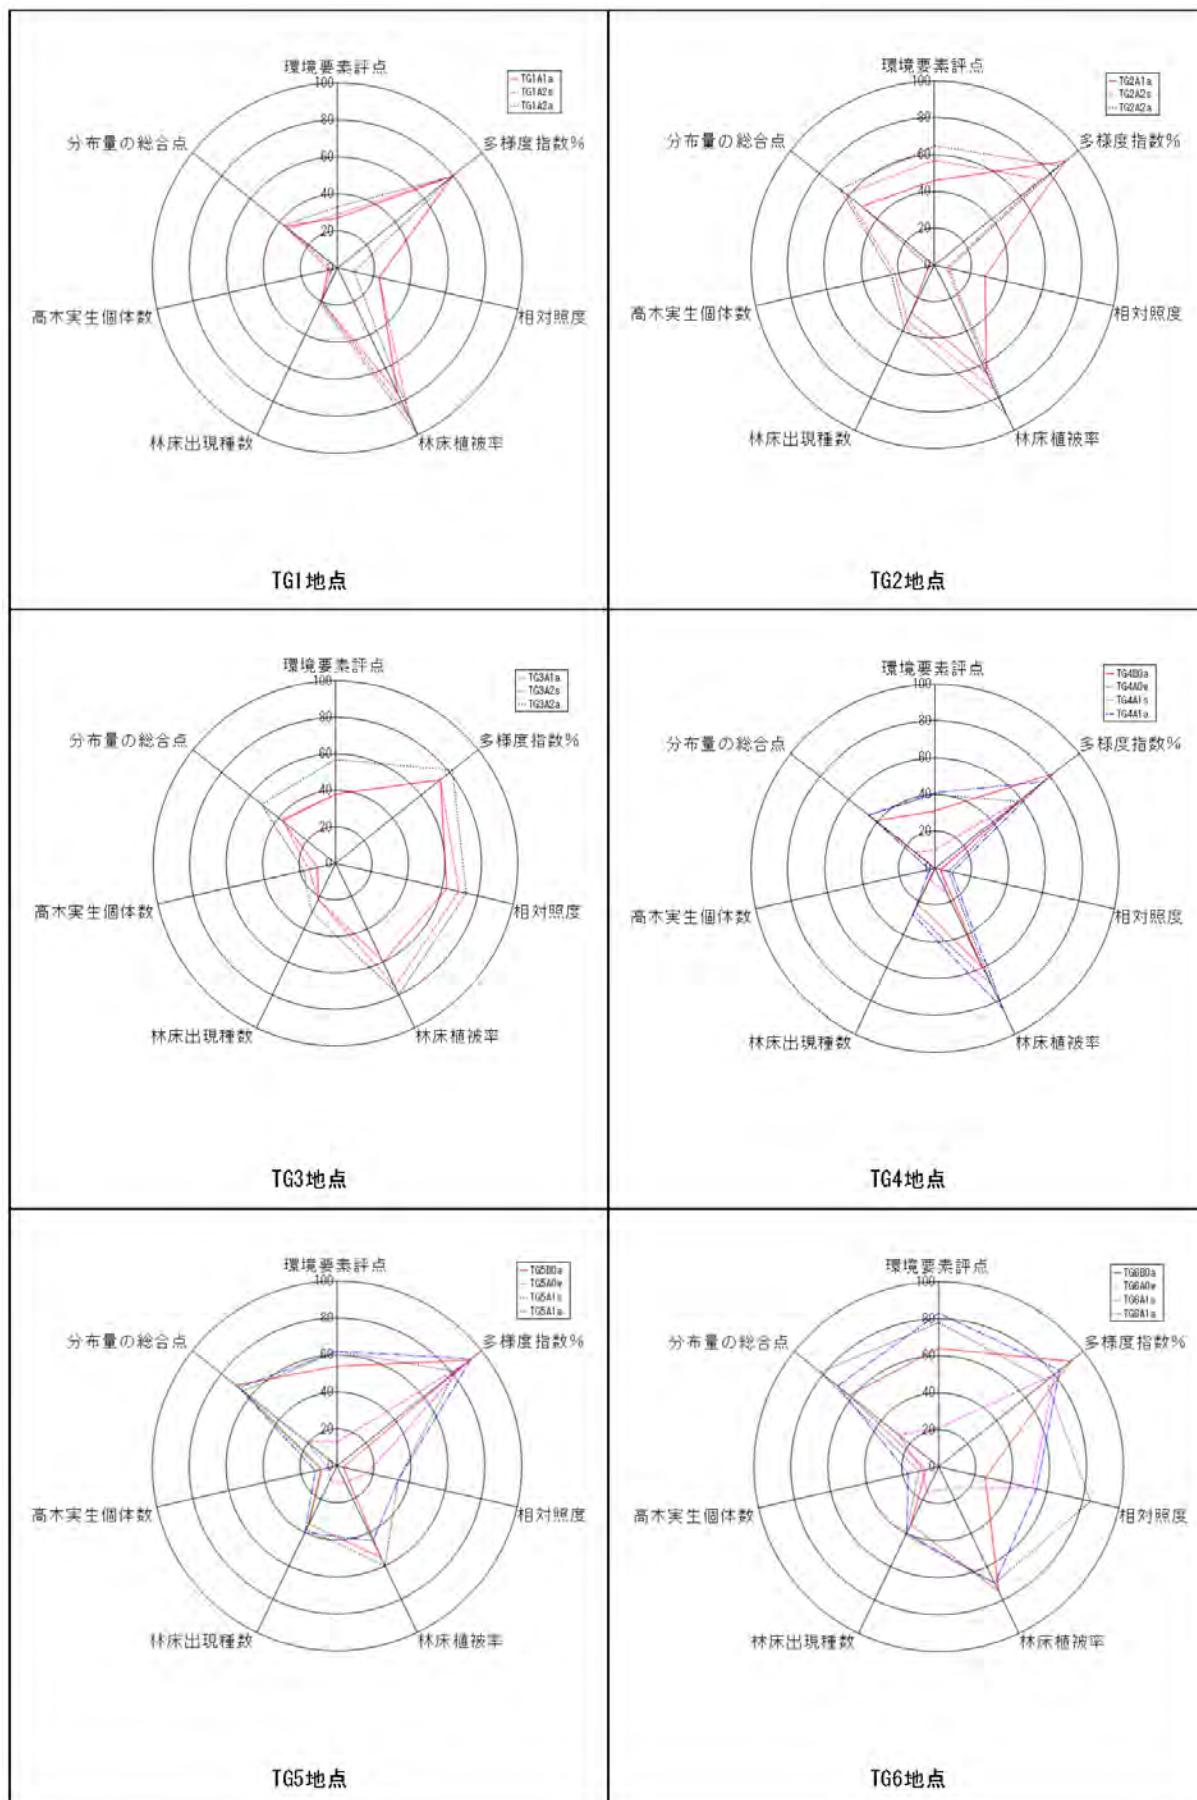 環境要素評点
多様度指数%
相対照度
林床植被率
林床出現種数
高木実生個体数
分布量の総合点
100
80
60
40
20
0
TG1A1a
TG1A2s
TG1A2a
TG1地点
環境要素評点
多様度指数%
相対照度
林床植被率
林床出現種数
高木実生個体数
分布量の総合点
100
80
60
40
20
0
TG2A1a
TG2A2s
TG2A2a
TG2地点
環境要素評点
多様度指数%
相対照度
林床植被率
林床出現種数
高木実生個体数
分布量の総合点
100
80
60
40
20
0
TG3A1a
TG3A2s
TG3A2a
TG3地点
環境要素評点
多様度指数%
相対照度
林床植被率
林床出現種数
高木実生個体数
分布量の総合点
100
80
60
40
20
0
TG4B0a
TG4A0w
TG4A1s
TG4A1a
TG4地点
環境要素評点
多様度指数%
相対照度
林床植被率
林床出現種数
高木実生個体数
分布量の総合点
100
80
60
40
20
0
TG5B0a
TG5A0w
TG5A1s
TG5A1a
TG5地点
環境要素評点
多様度指数%
相対照度
林床植被率
林床出現種数
高木実生個体数
分布量の総合点
100
80
60
40
20
0
TG6B0a
TG6A0w
TG6A1s
TG6A1a
TG6地点